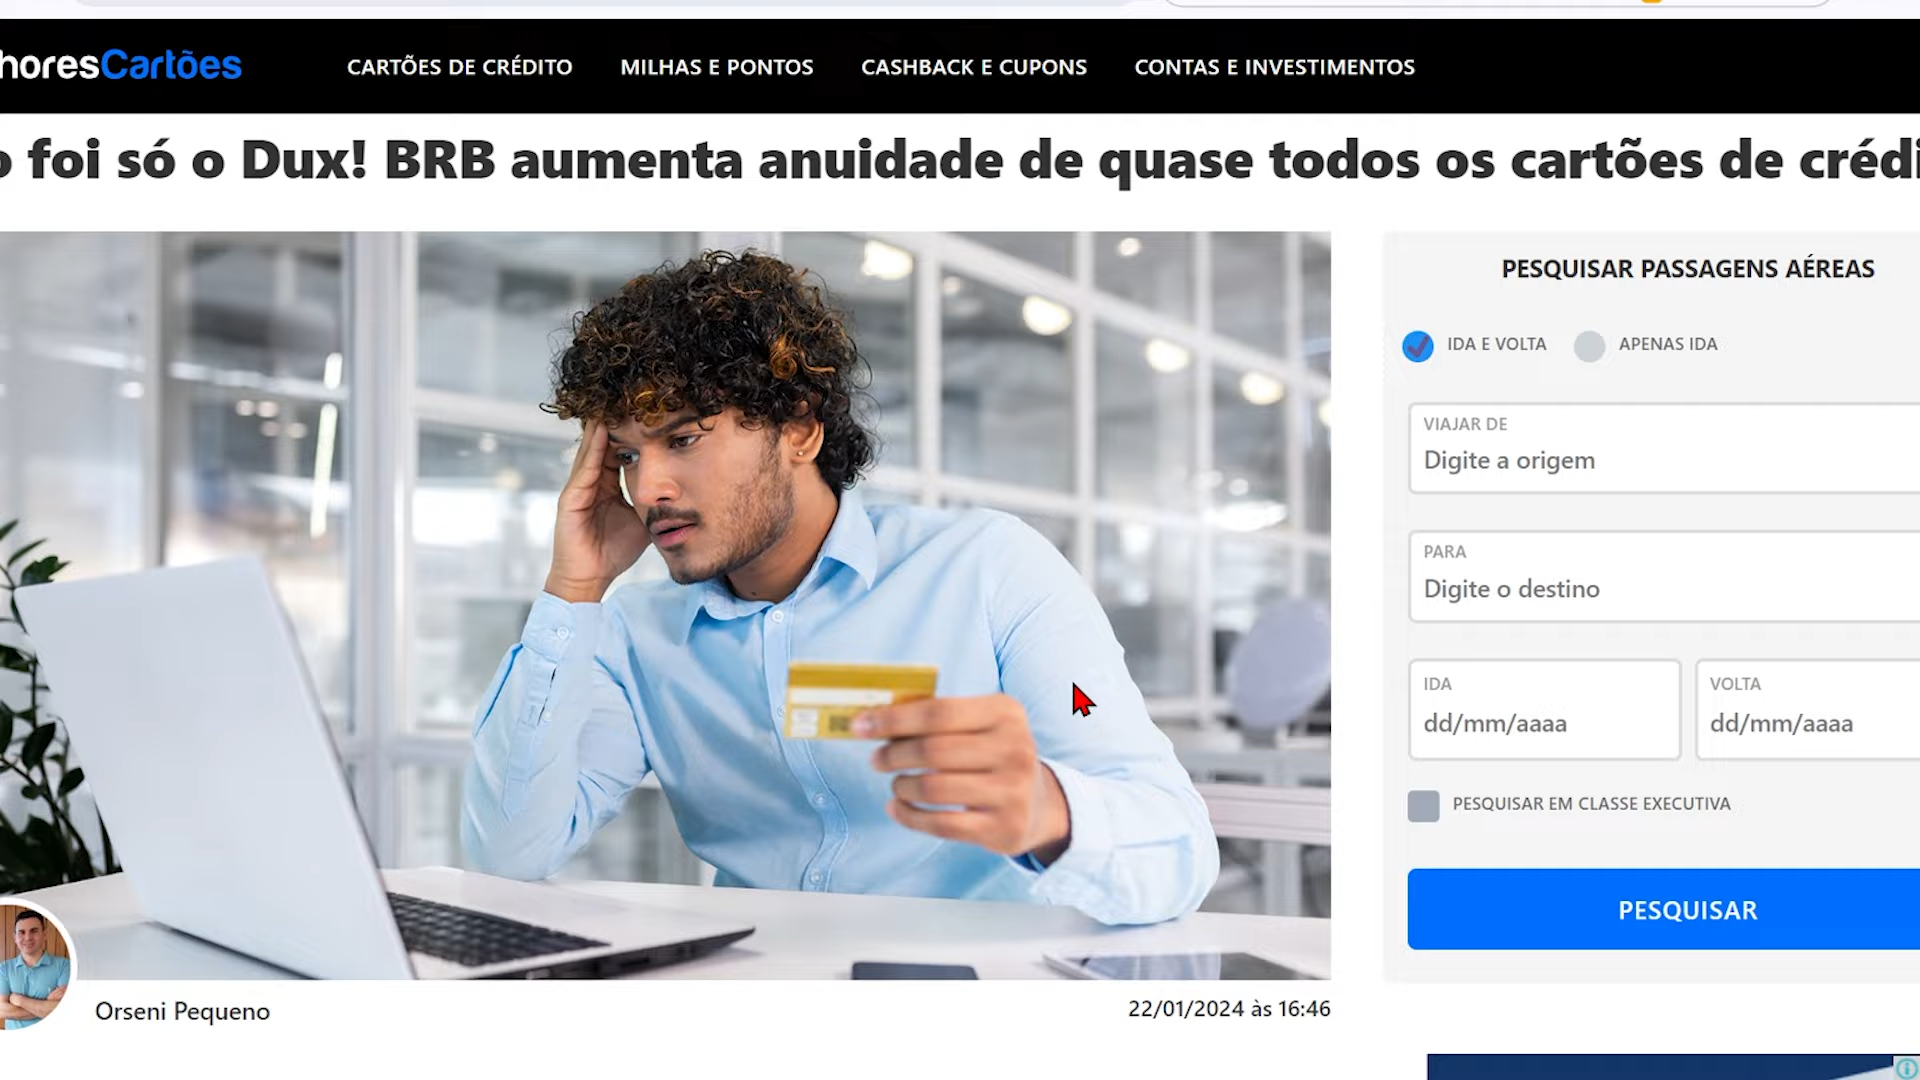 horesCartões
CARTÕES DE CRÉDITO
MILHAS E PONTOS
CASHBACK E CUPONS
CONTAS E INVESTIMENTOS
o foi só o Dux! BRB aumenta anuidade de quase todos os cartões de crédi
PESQUISAR PASSAGENS AÉREAS
IDA E VOLTA
APENAS IDA
VIAJAR DE
Digite a origem
PARA
Digite o destino
IDA
VOLTA
dd/mm/aaaa
dd/mm/aaaa
PESQUISAR EM CLASSE EXECUTIVA
PESQUISAR
Orseni Pequeno
22/01/2024 às 16:46